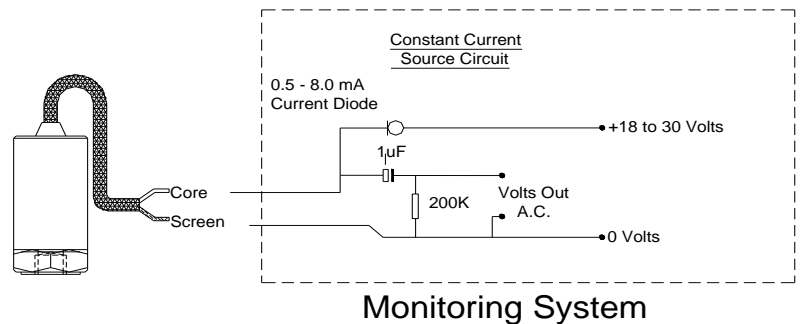 Constant Current
Source Circuit
0.5 - 8.0 mA
Current Diode
+18 to 30 Volts
1uF
Core
200K
Volts Out
A.C.
Screen
0 Volts
Monitoring System